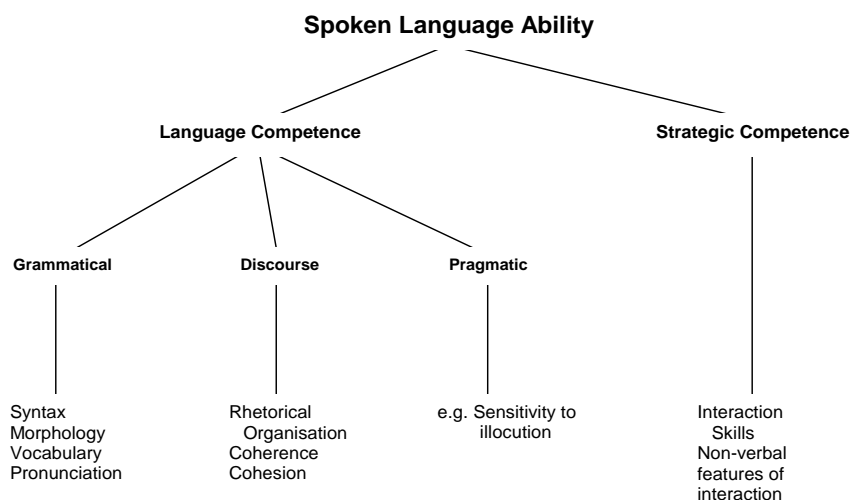 Spoken Language Ability
Language Competence
Strategic Competence
Grammatical
Discourse
Pragmatic
Syntax
Morphology
Vocabulary
Pronunciation
Rhetorical
Organisation
Coherence
Cohesion
e.g. Sensitivity to
illocution
Interaction
Skills
Non-verbal
features of
interaction